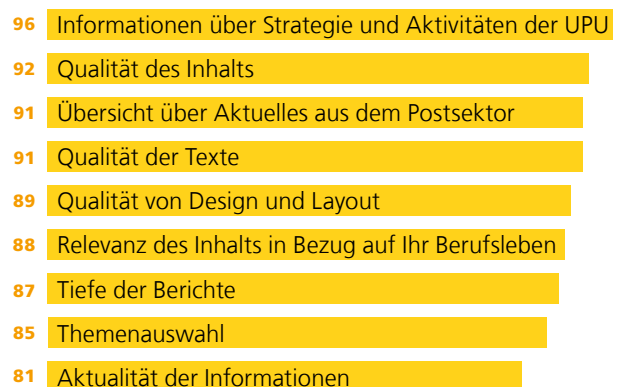 96 Informationen über Strategie und Aktivitäten der UPU
92 Qualität des Inhalts
91 Übersicht über Aktuelles aus dem Postsektor
91 Qualität der Texte
89 Qualität von Design und Layout
88 Relevanz des Inhalts in Bezug auf Ihr Berufsleben
87 Tiefe der Berichte
85 Themenauswahl
81 Aktualität der Informationen